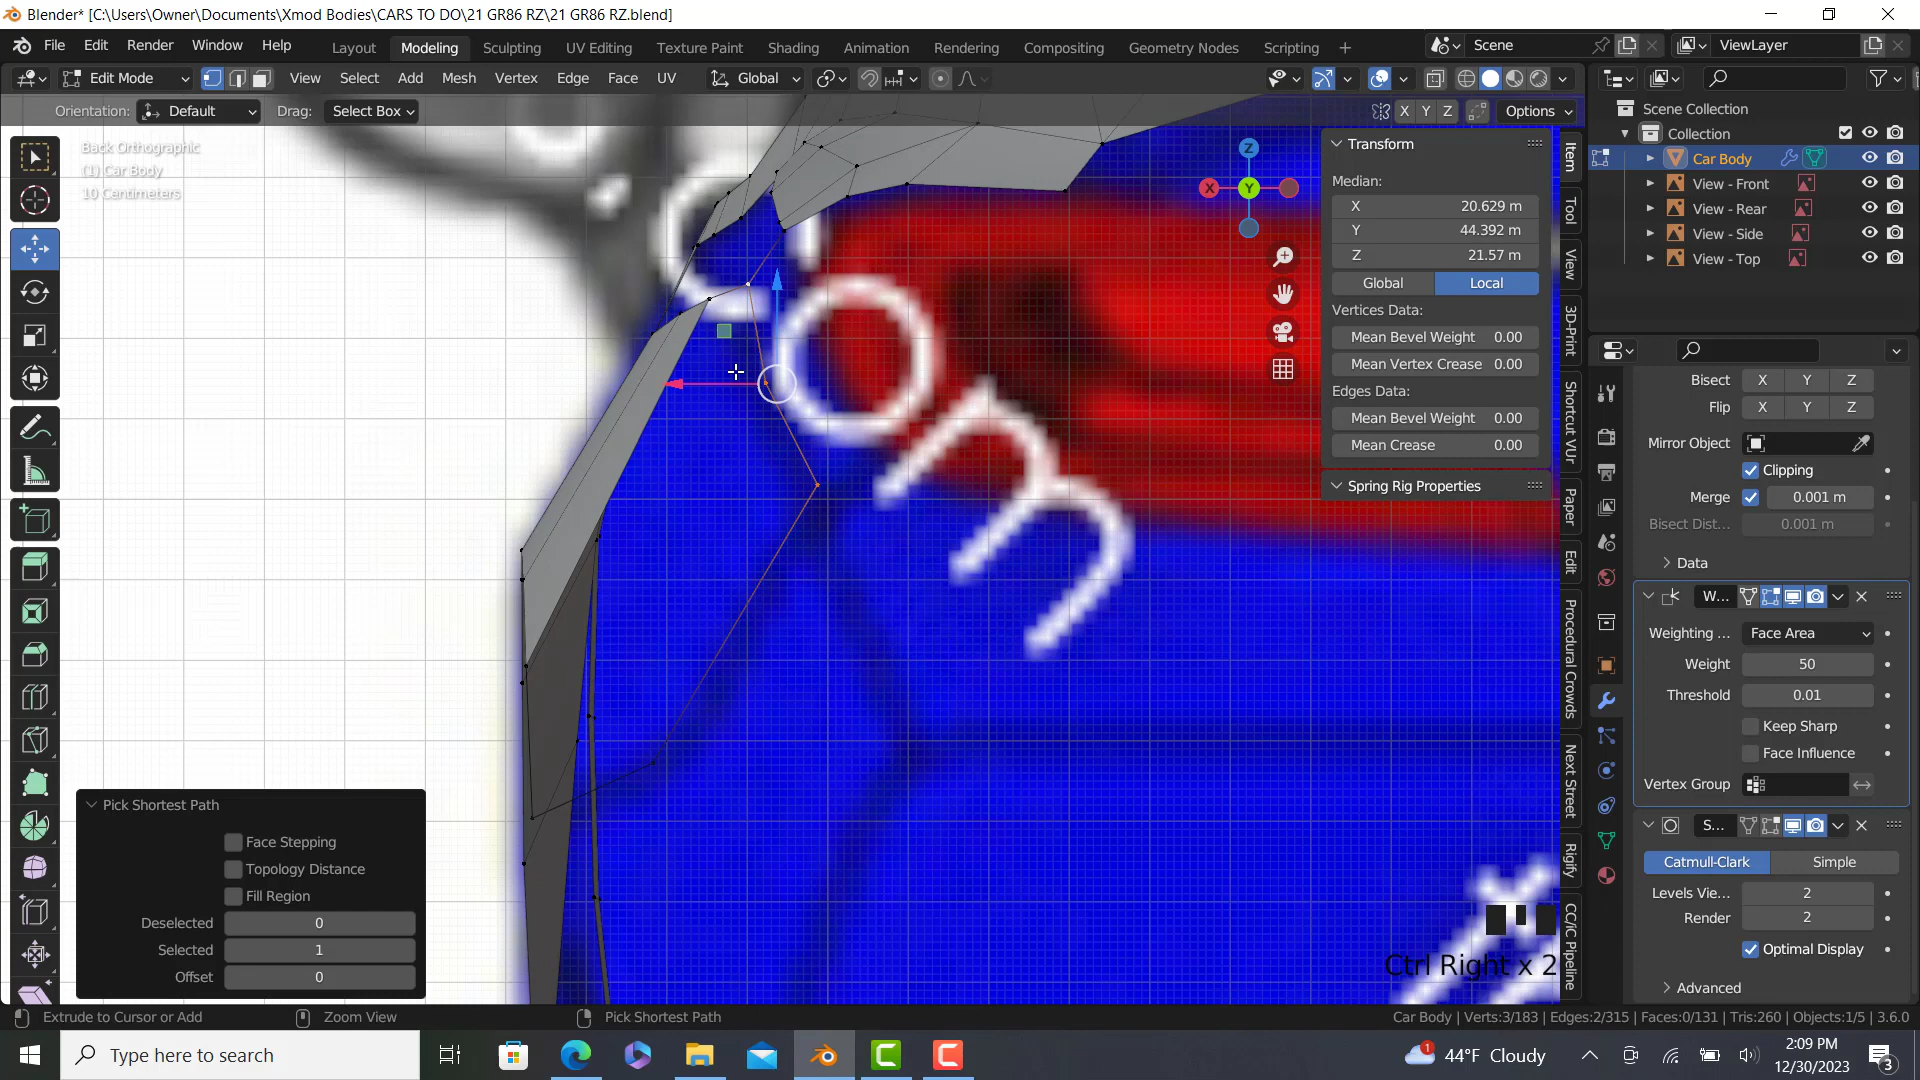 Blender* [C:\Users\Owner\Documents\Xmod Bodies\CARS TO DO\21 GR86 RZ\21 GR86 RZ.blend]
File Edit Render Window Help Layout Modeling Sculpting UV Editing Texture Paint Shading Animation Rendering Compositing Geometry Nodes Scripting + Scene ViewLayer
Edit Mode View Select Add Mesh Vertex Edge Face UV Global
Orientation: Default Drag: Select Box X Y Z Options
Back Orthographic
(1) Car Body
10 Centimeters
Z
X Y
Transform
Median:
X 20.629 m
Y 44.392 m
Z 21.57 m
Global Local
Vertices Data:
Mean Bevel Weight 0.00
Mean Vertex Crease 0.00
Edges Data:
Mean Bevel Weight 0.00
Mean Crease 0.00
Spring Rig Properties
Item
Tool
View
3D-Print
Shortcut VUr
Paper
Edit
Procedural Crowds
Next Street
Rigify
CC/iC Pipeline
Scene Collection
Collection
Car Body
View - Front
View - Rear
View - Side
View - Top
Bisect X Y Z
Flip X Y Z
Mirror Object
Clipping
Merge 0.001 m
Bisect Dist... 0.001 m
Data
W...
Weighting ... Face Area
Weight 50
Threshold 0.01
Keep Sharp
Face Influence
Vertex Group
S...
Catmull-Clark Simple
Levels Vie... 2
Render 2
Optimal Display
Advanced
Pick Shortest Path
Face Stepping
Topology Distance
Fill Region
Deselected 0
Selected 1
Offset 0
Ctrl Right x 2
Extrude to Cursor or Add Zoom View Pick Shortest Path Car Body | Verts:3/183 | Edges:2/315 | Faces:0/131 | Tris:260 | Objects:1/5 | 3.6.0
Type here to search 1 44°F Cloudy 2:09 PM
12/30/2023 3